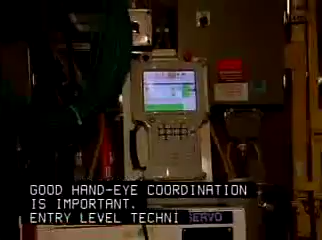 GOOD HAND-EYE COORDINATION
IS IMPORTANT.
ENTRY LEVEL TECHNI
SERVO